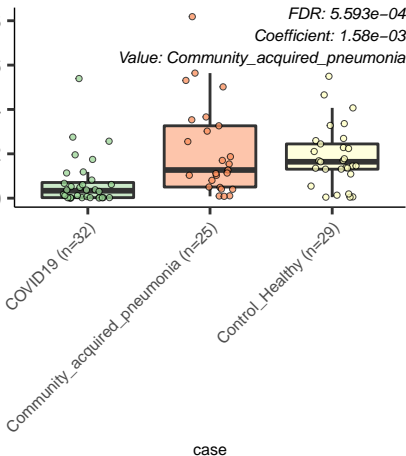 FDR: 5.593e−04
Coefficient: 1.58e−03
Value: Community_acquired_pneumonia
COVID19 (n=32)
Community_acquired_pneumonia (n=25)
Control_Healthy (n=29)
case